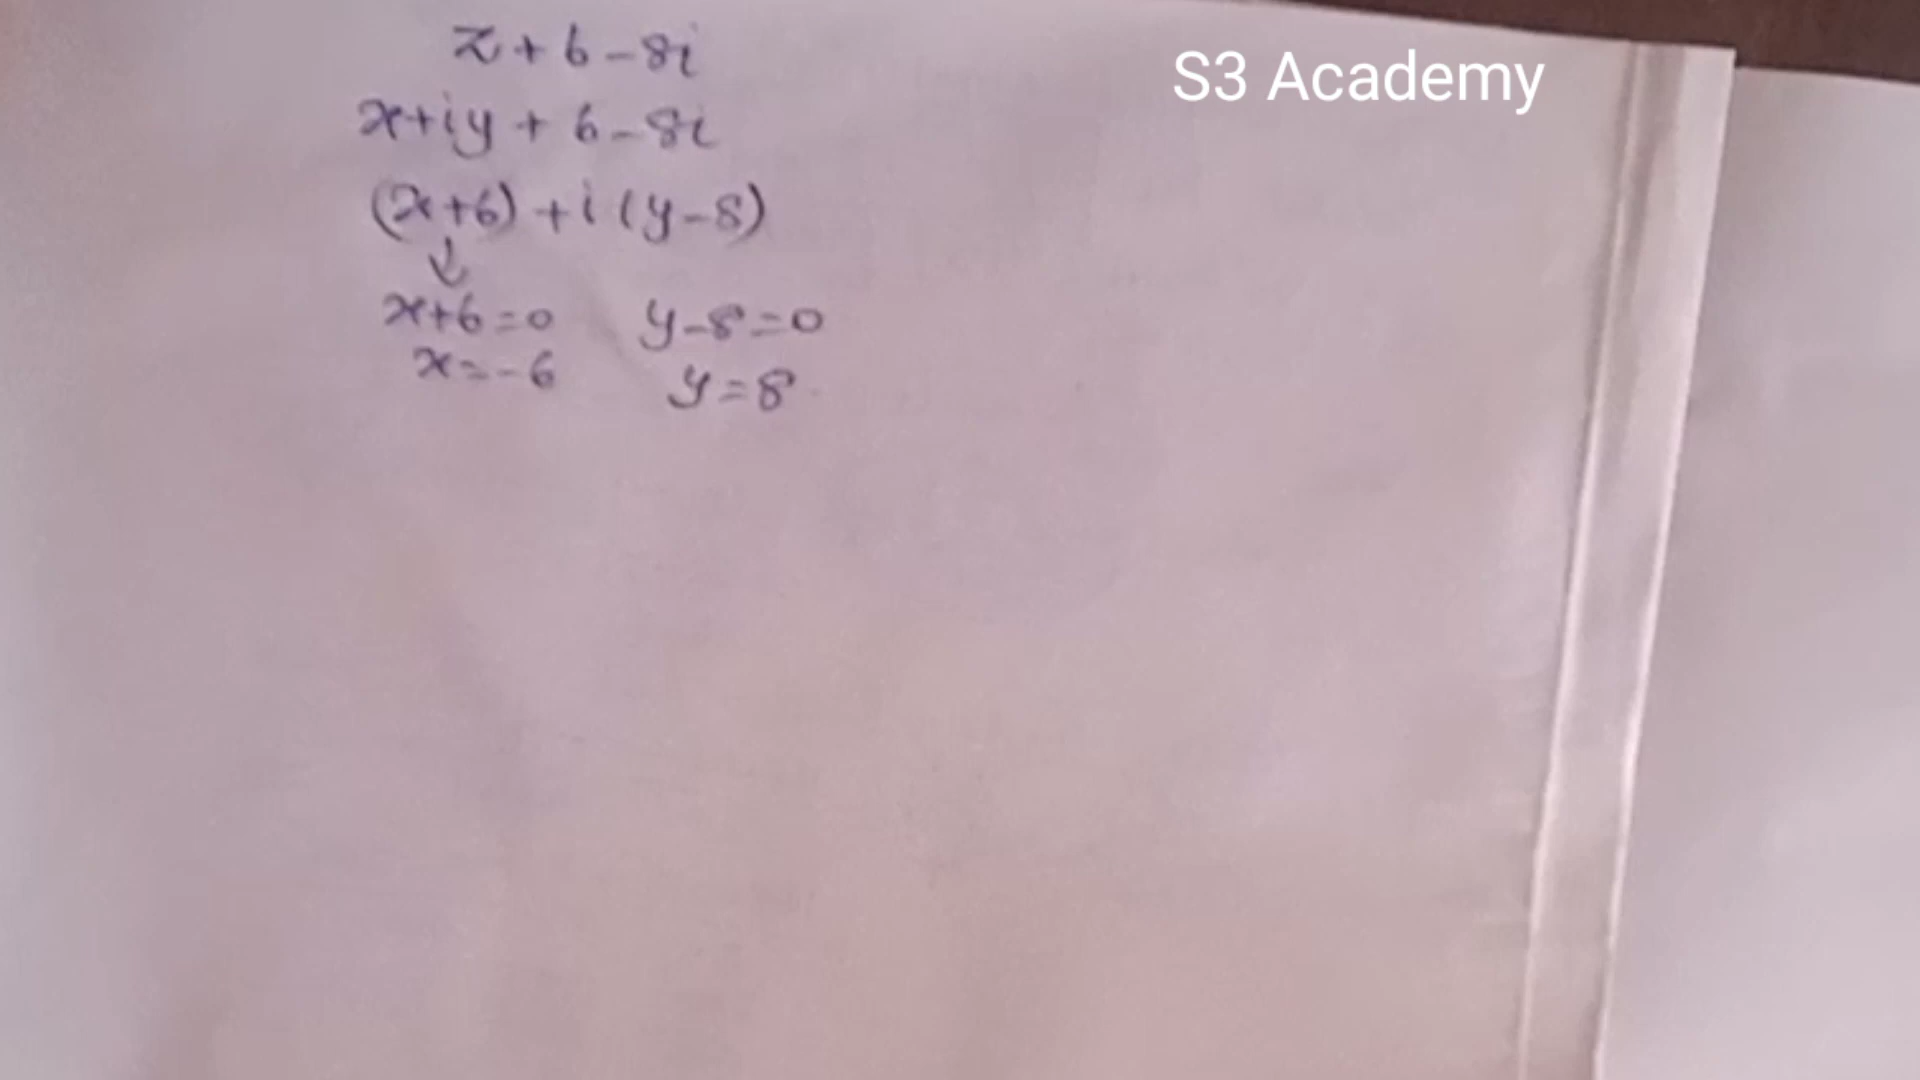 z + 6 - 8i
S3 Academy
x+iy + 6 - 8i
(x+6) + i (y-8)
↓
x+6=0 y-8=0
x=-6 y=8